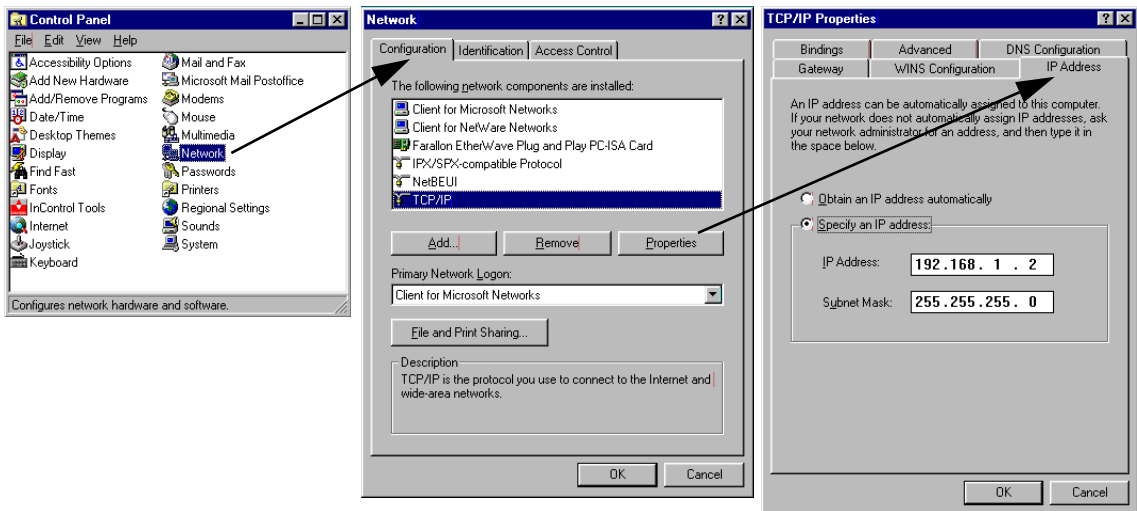 Control Panel
File Edit View Help
Accessibility Options
Add New Hardware
Add/Remove Programs
Date/Time
Desktop Themes
Display
Find Fast
Fonts
InControl Tools
Internet
Joystick
Keyboard
Mail and Fax
Microsoft Mail Postoffice
Modems
Mouse
Multimedia
Network
Passwords
Printers
Regional Settings
Sounds
System
Configures network hardware and software.
Network
Configuration Identification Access Control
The following network components are installed:
Client for Microsoft Networks
Client for NetWare Networks
Farallon EtherWave Plug and Play PC-ISA Card
IPX/SPX-compatible Protocol
NetBEUI
TCP/IP
Add... Remove Properties
Primary Network Logon:
Client for Microsoft Networks
File and Print Sharing...
Description
TCP/IP is the protocol you use to connect to the Internet and
wide-area networks.
OK Cancel
TCP/IP Properties
Bindings Advanced DNS Configuration
Gateway WINS Configuration IP Address
An IP address can be automatically assigned to this computer.
If your network does not automatically assign IP addresses, ask
your network administrator for an address, and then type it in
the space below.
Obtain an IP address automatically
Specify an IP address:
IP Address: 192.168. 1 . 2
Subnet Mask: 255.255.255. 0
OK Cancel